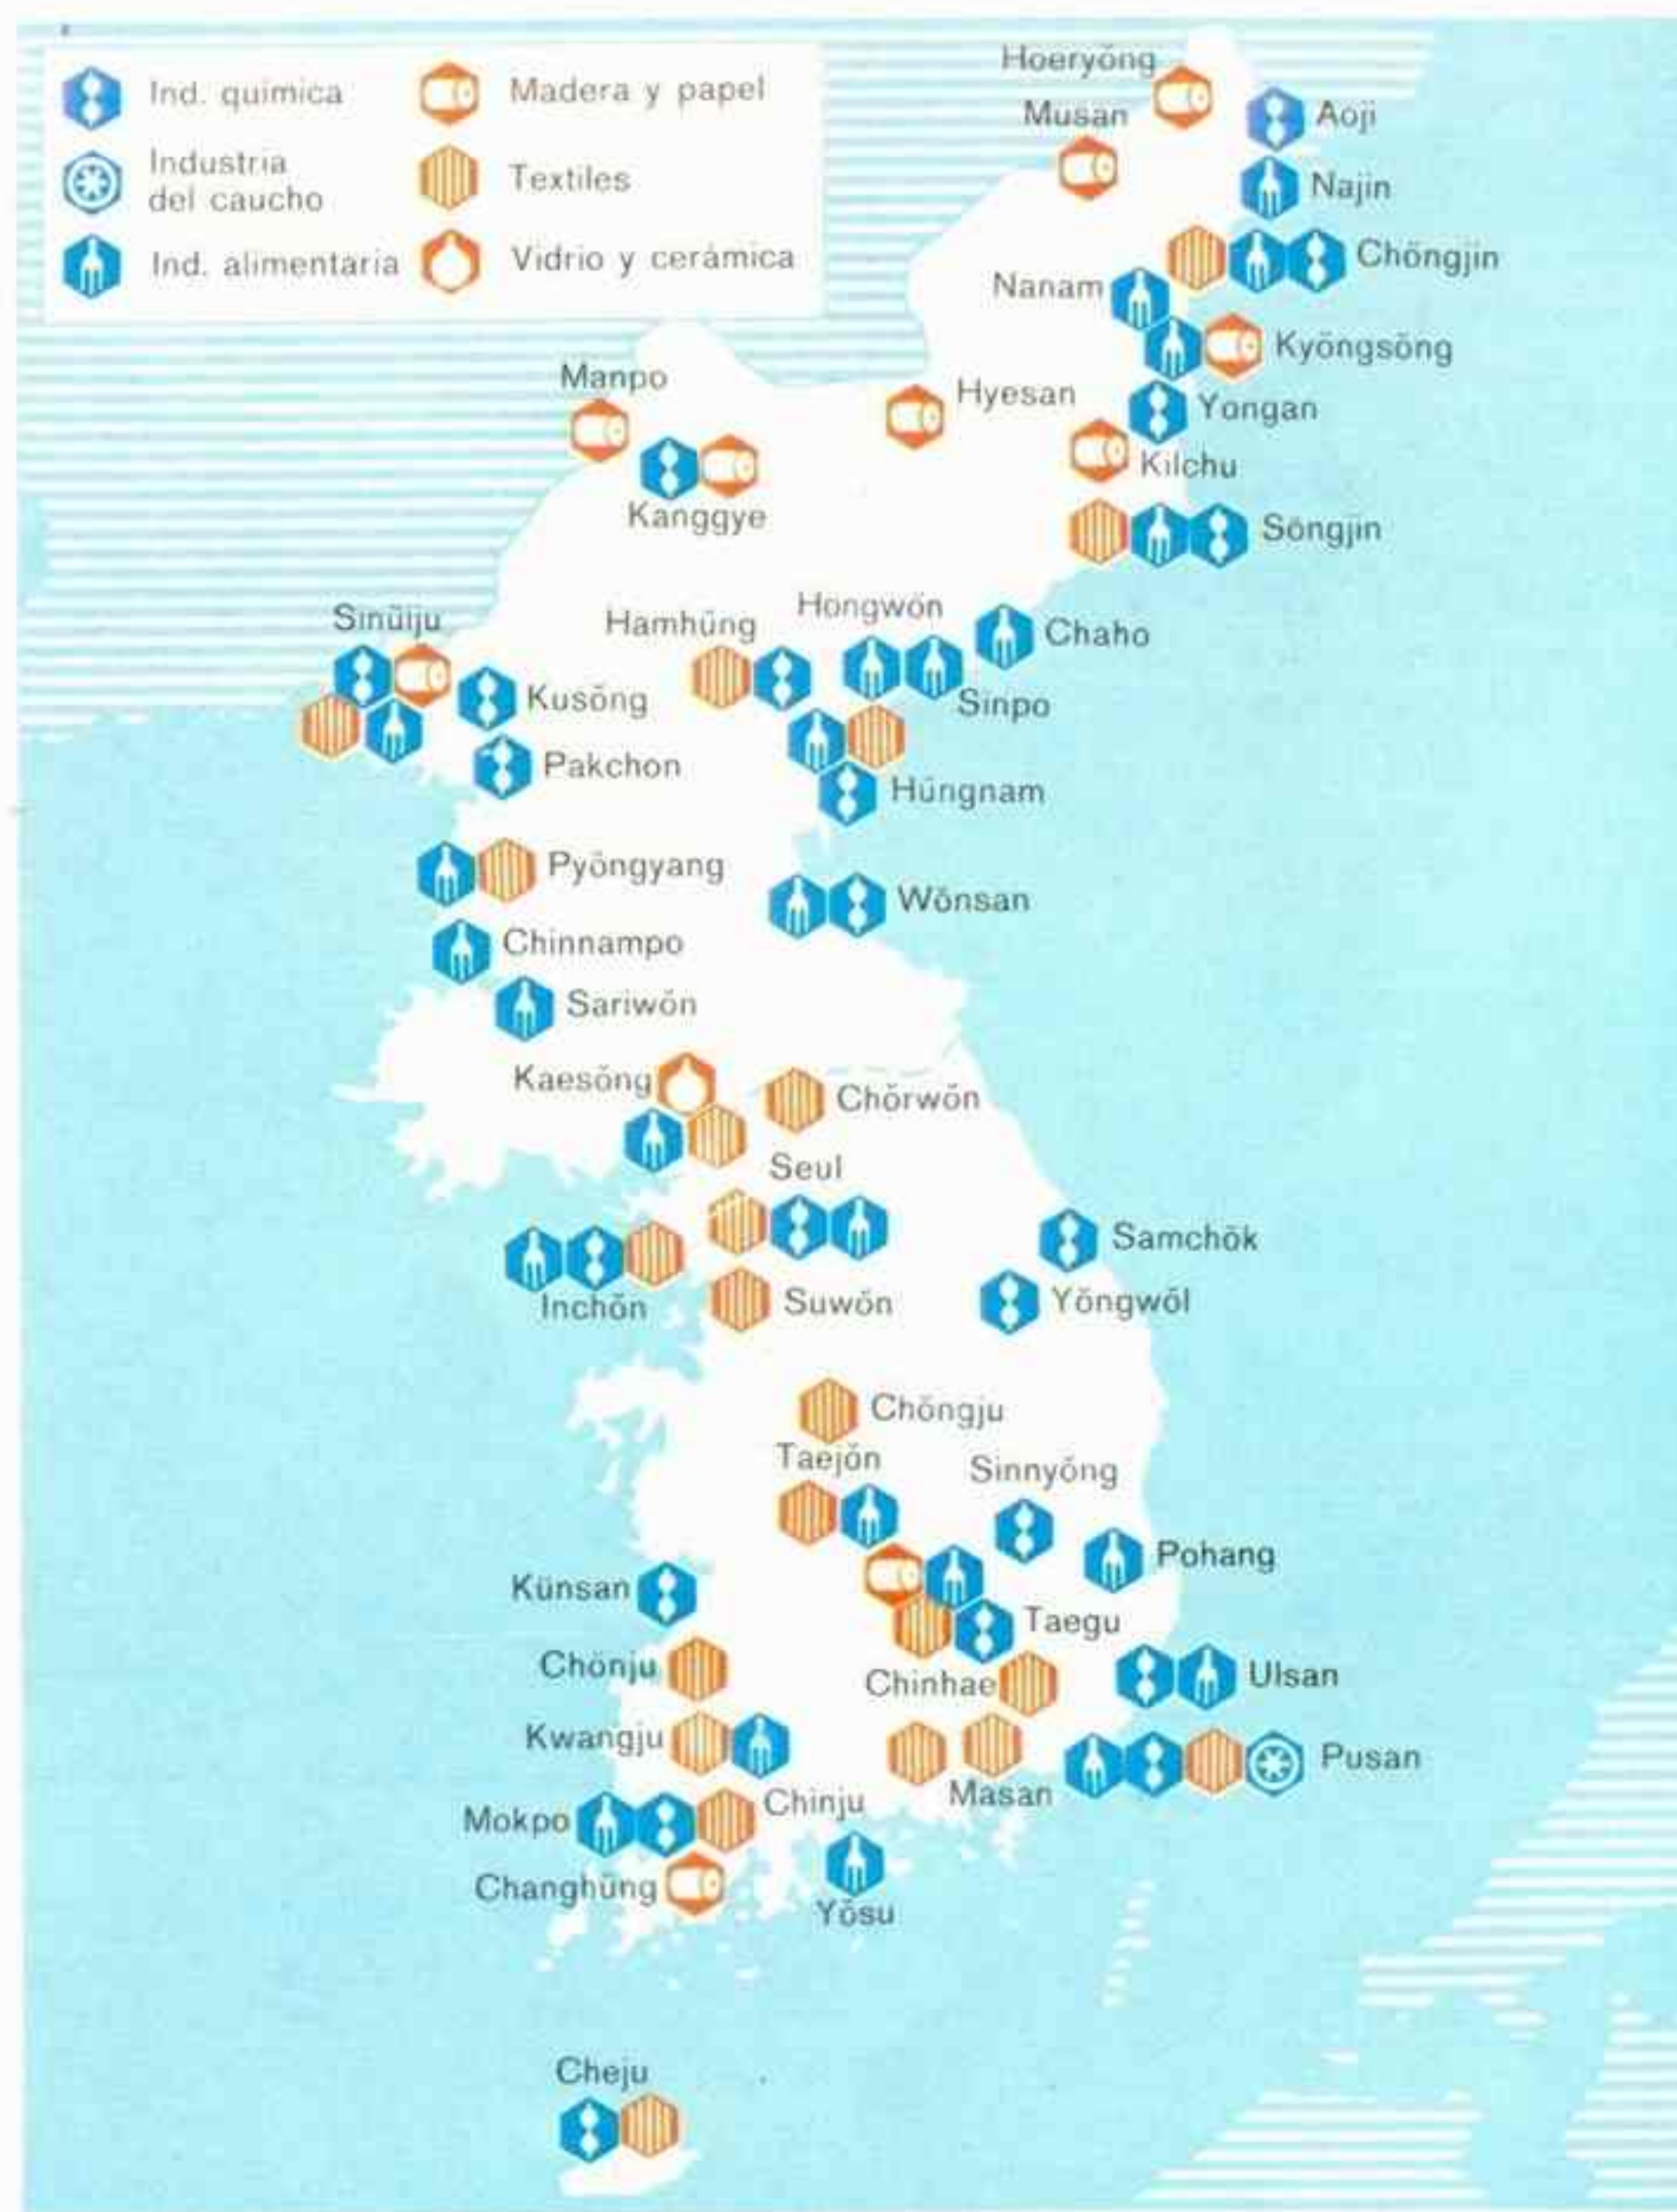 Ind. química
Madera y papel
Industria
del caucho
Textiles
Ind. alimentaria
Vidrio y cerámica
Hoeryŏng
Musan
Aoji
Najin
Chŏngjin
Nanam
Kyŏngsŏng
Manpo
Hyesan
Yongan
Kilchu
Kanggye
Sŏngjin
Sinŭiju
Hamhŭng
Hongwŏn
Chaho
Kusŏng
Sinpo
Pakchon
Hŭngnam
Pyŏngyang
Wŏnsan
Chinnampo
Sariwŏn
Kaesŏng
Chŏrwŏn
Seul
Samchŏk
Inchŏn
Suwŏn
Yŏngwŏl
Chŏngju
Taejŏn
Sinnyŏng
Pohang
Kŭnsan
Taegu
Chŏnju
Chinhae
Ulsan
Kwangju
Masan
Pusan
Mokpo
Chinju
Changhŭng
Yŏsu
Cheju